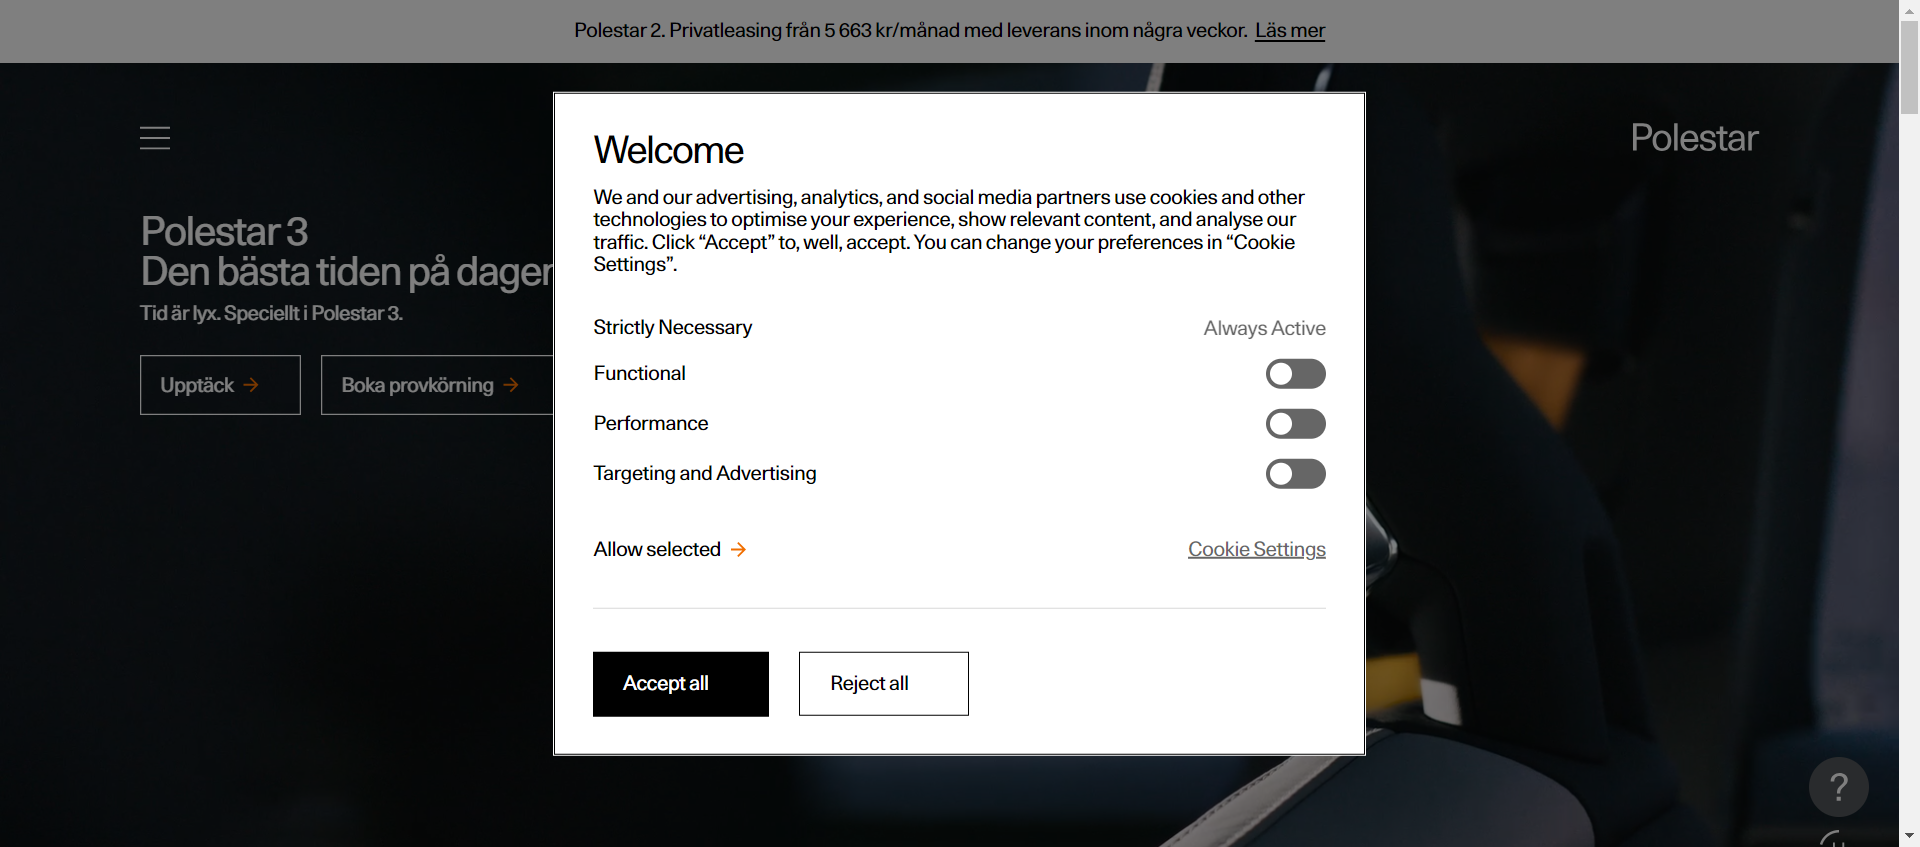 Polestar 2. Privatleasing från 5 663 kr/månad med leverans inom några veckor. Läs mer
Polestar
Polestar 3
Den bästa tiden på dagen
Tid är lyx. Speciellt i Polestar 3.
Upptäck
Boka provkörning
Welcome
We and our advertising, analytics, and social media partners use cookies and other
technologies to optimise your experience, show relevant content, and analyse our
traffic. Click “Accept” to, well, accept. You can change your preferences in “Cookie
Settings”.
Strictly Necessary Always Active
Functional
Performance
Targeting and Advertising
Allow selected Cookie Settings
Accept all Reject all
?